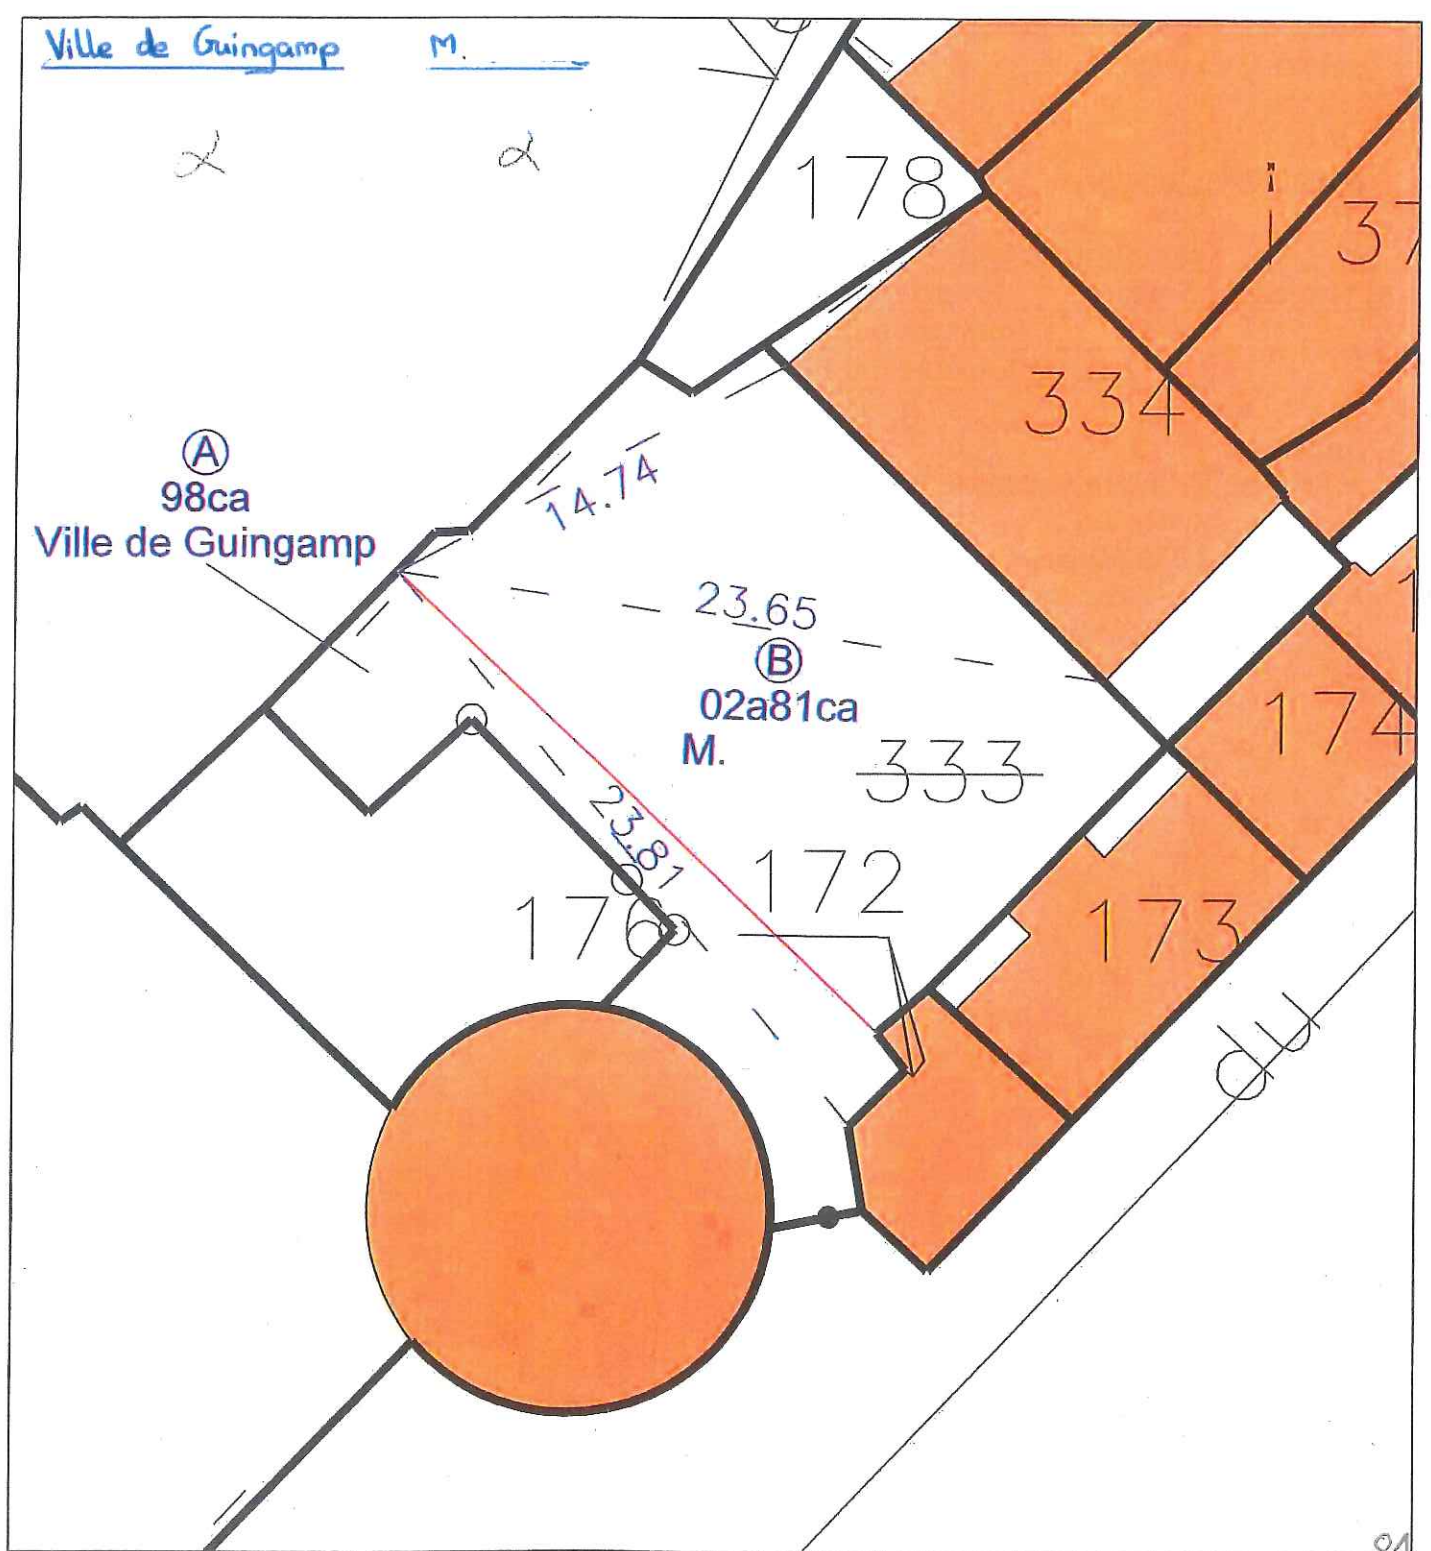 Ville de Guingamp M.
178
37
334
A
98ca
Ville de Guingamp
14.74
23.65
B
02a81ca
M.
333
174
23.81
172
176
173
du